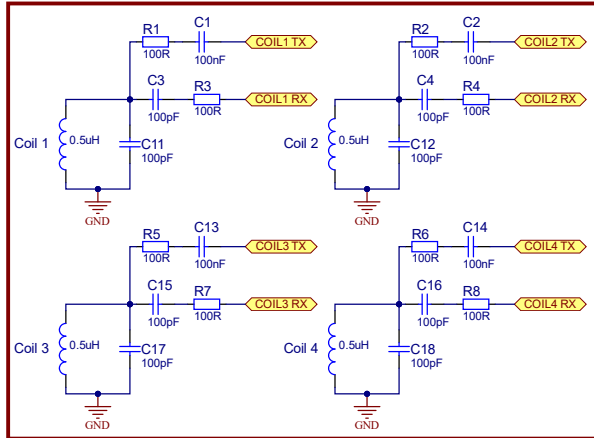 R1
C1
100R
100nF
COIL1 TX
C3
R3
100pF
100R
COIL1 RX
Coil 1
0.5uH
C11
100pF
GND
R2
C2
100R
100nF
COIL2 TX
C4
R4
100pF
100R
COIL2 RX
Coil 2
0.5uH
C12
100pF
GND
R5
C13
100R
100nF
COIL3 TX
C15
R7
100pF
100R
COIL3 RX
Coil 3
0.5uH
C17
100pF
GND
R6
C14
100R
100nF
COIL4 TX
C16
R8
100pF
100R
COIL4 RX
Coil 4
0.5uH
C18
100pF
GND